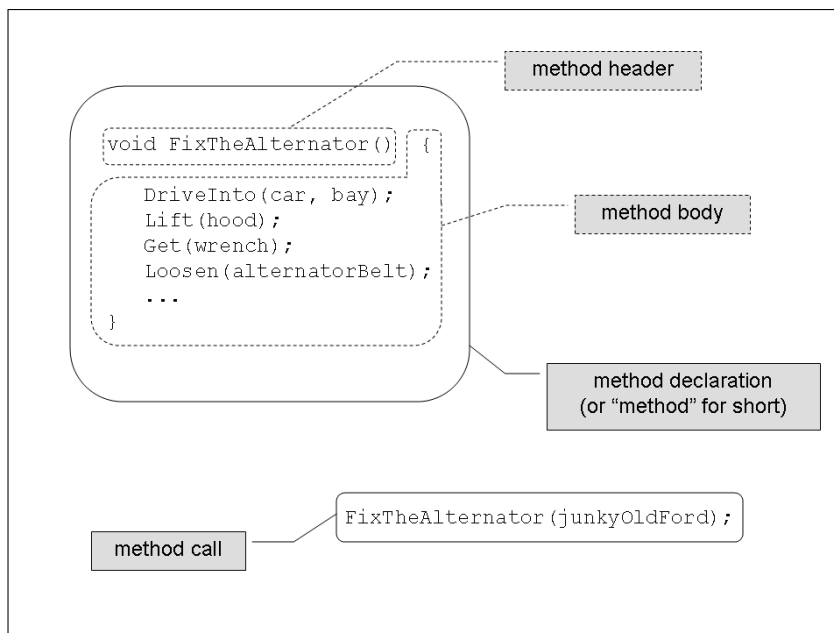 method header
void FixTheAlternator() {
DriveInto(car, bay);
Lift(hood);
Get(wrench);
Loosen(alternatorBelt);
...
}
method body
method declaration
(or “method” for short)
FixTheAlternator(junkyOldFord);
method call